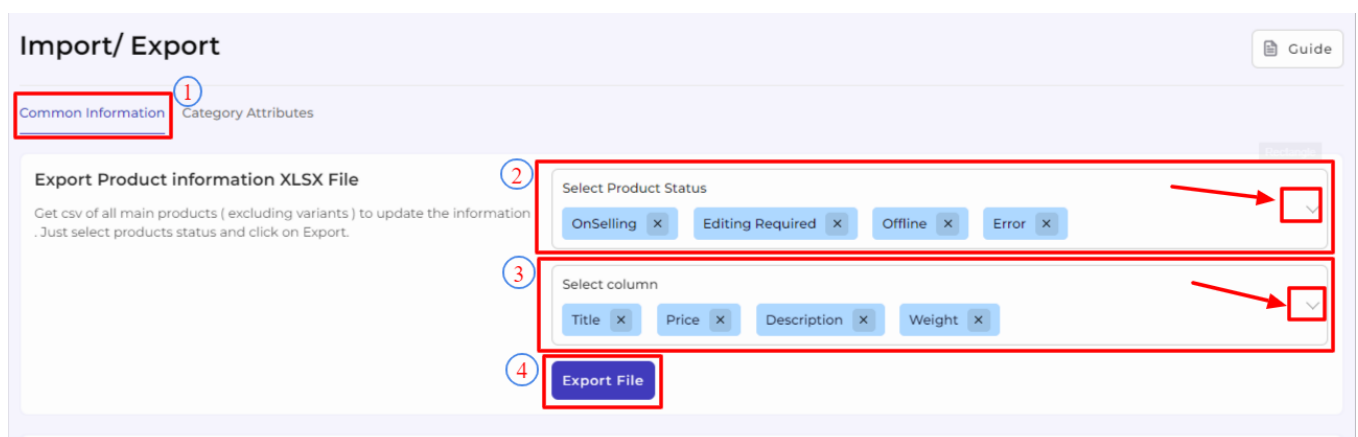 Import/ Export
Guide
1
Common Information
Category Attributes
Export Product information XLSX File
Get csv of all main products ( excluding variants ) to update the information
. Just select products status and click on Export.
2
Select Product Status
OnSelling × Editing Required × Offline × Error ×
3
Select column
Title × Price × Description × Weight ×
4
Export File